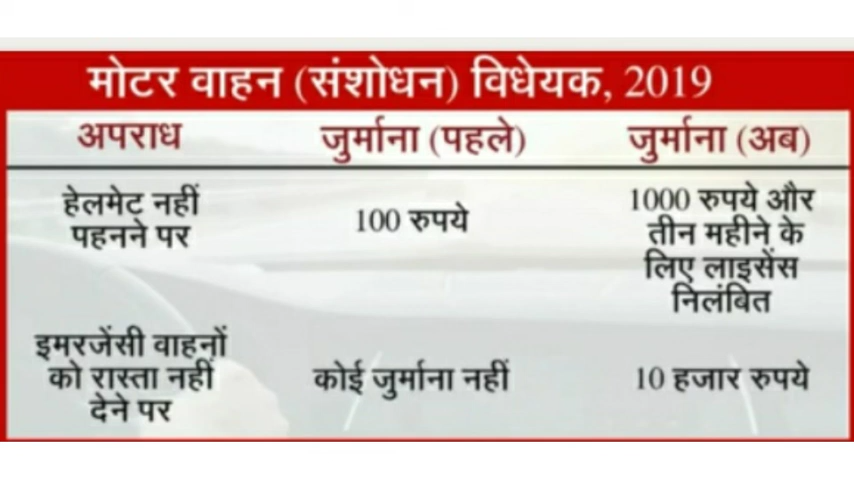 मोटर वाहन (संशोधन) विधेयक, 2019
अपराध जुर्माना (पहले) जुर्माना (अब)
हेलमेट नहीं
पहनने पर
100 रुपये
1000 रुपये और
तीन महीने के
लिए लाइसेंस
निलंबित
इमरजेंसी वाहनों
को रास्ता नहीं
देने पर
कोई जुर्माना नहीं
10 हजार रुपये